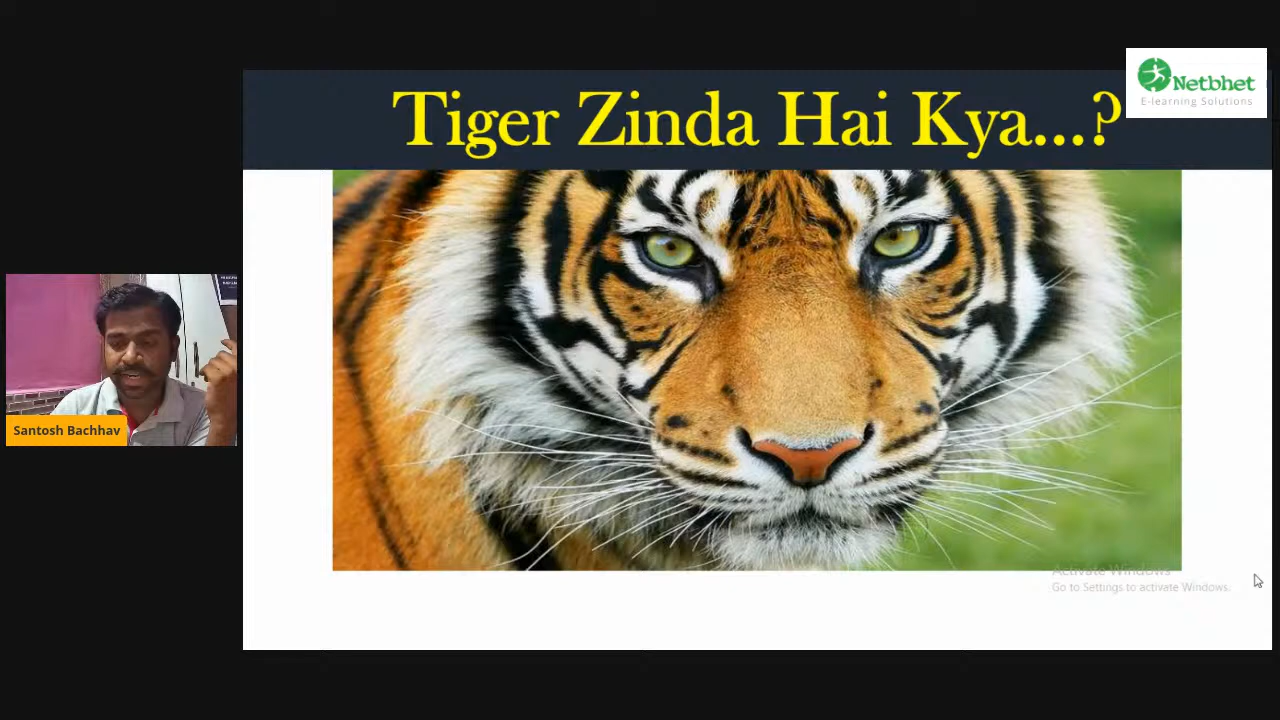 Tiger Zinda Hai Kya...?
Netbhet
E-learning Solutions
Santosh Bachhav
Activate Windows
Go to Settings to activate Windows.